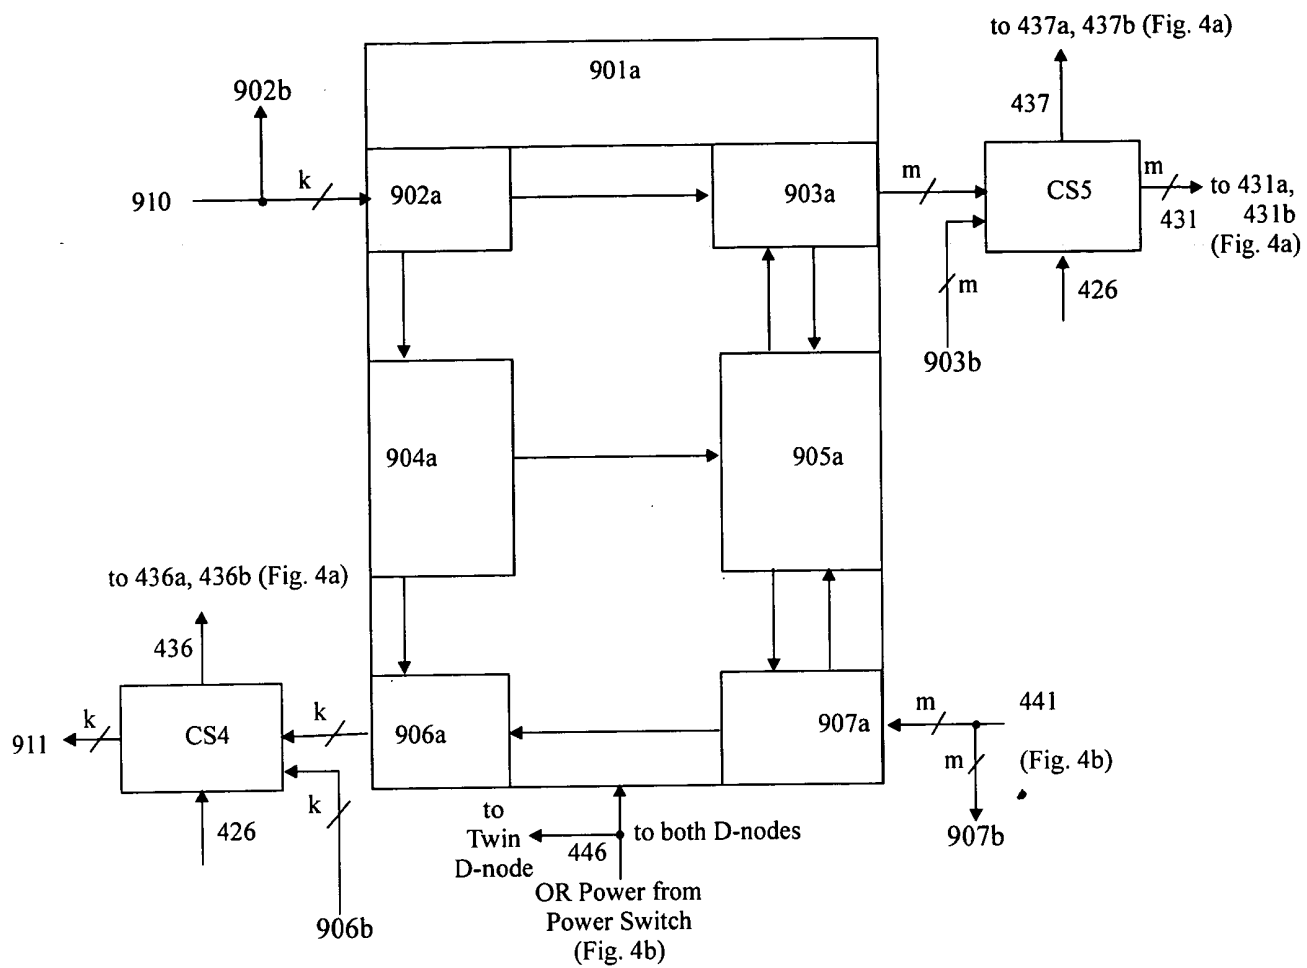 to 437a, 437b (Fig. 4a)
901a
902b
437
k
910
902a
903a
m
CS5
m
to 431a,
431b
(Fig. 4a)
431
m
426
903b
904a
905a
to 436a, 436b (Fig. 4a)
436
911
k
CS4
k
906a
907a
m
441
(Fig. 4b)
m
426
k
907b
906b
to
Twin
D-node
446
to both D-nodes
OR Power from
Power Switch
(Fig. 4b)